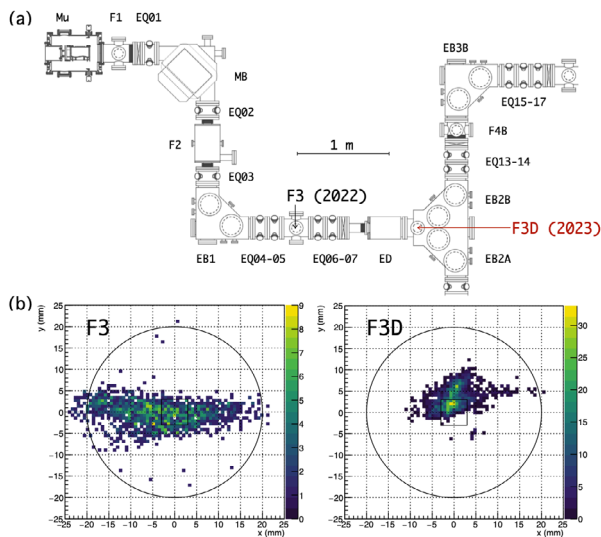 (a)
Mu
F1
EQ01
MB
EQ02
F2
EQ03
EB1
EQ04-05
F3 (2022)
EQ06-07
ED
1 m
EB3B
EQ15-17
F4B
EQ13-14
EB2B
F3D (2023)
EB2A
(b)
y (mm)
25
20
15
10
5
0
−5
−10
−15
−20
−25
F3
−25 −20 −15 −10 −5 0 5 10 15 20 25
x (mm)
9
8
7
6
5
4
3
2
1
0
y (mm)
25
20
15
10
5
0
−5
−10
−15
−20
−25
F3D
−25 −20 −15 −10 −5 0 5 10 15 20 25
x (mm)
30
25
20
15
10
5
0